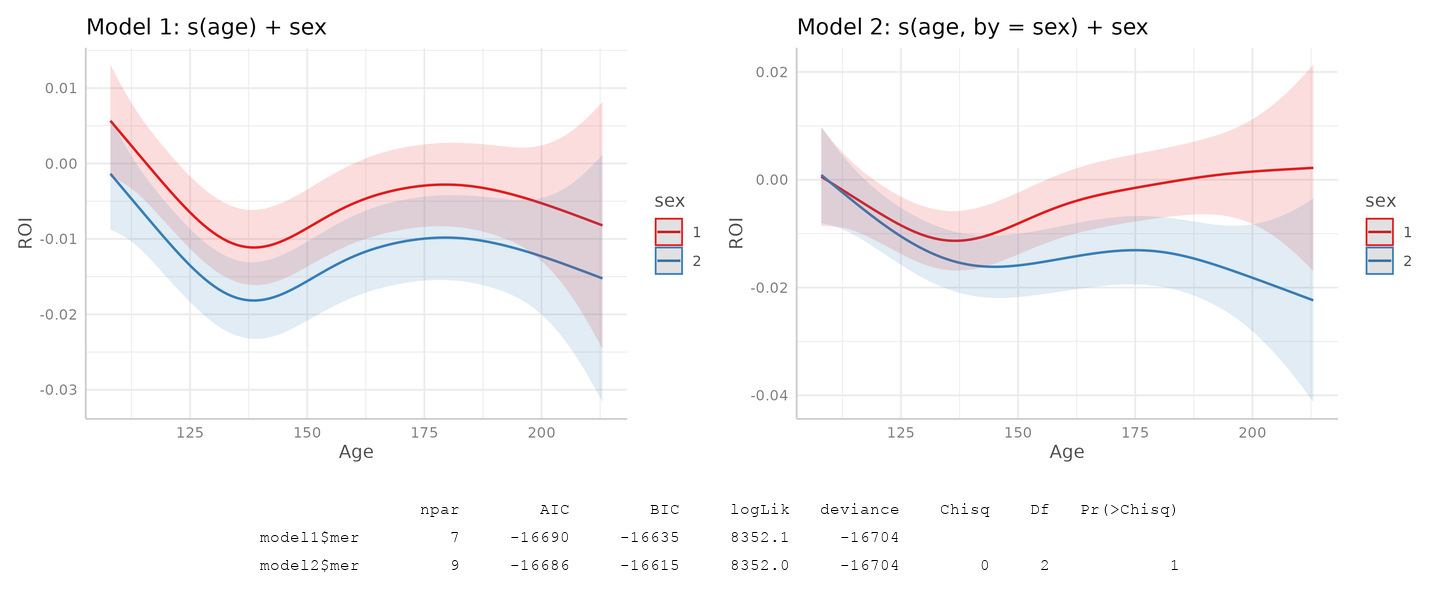 Model 1: s(age) + sex
0.01
0.00
-0.01
-0.02
-0.03
ROI
125 150 175 200
Age
sex
1
2
Model 2: s(age, by = sex) + sex
0.02
0.00
-0.02
-0.04
ROI
125 150 175 200
Age
sex
1
2
npar AIC BIC logLik deviance Chisq Df Pr(>Chisq)
model1$mer 7 -16690 -16635 8352.1 -16704
model2$mer 9 -16686 -16615 8352.0 -16704 0 2 1